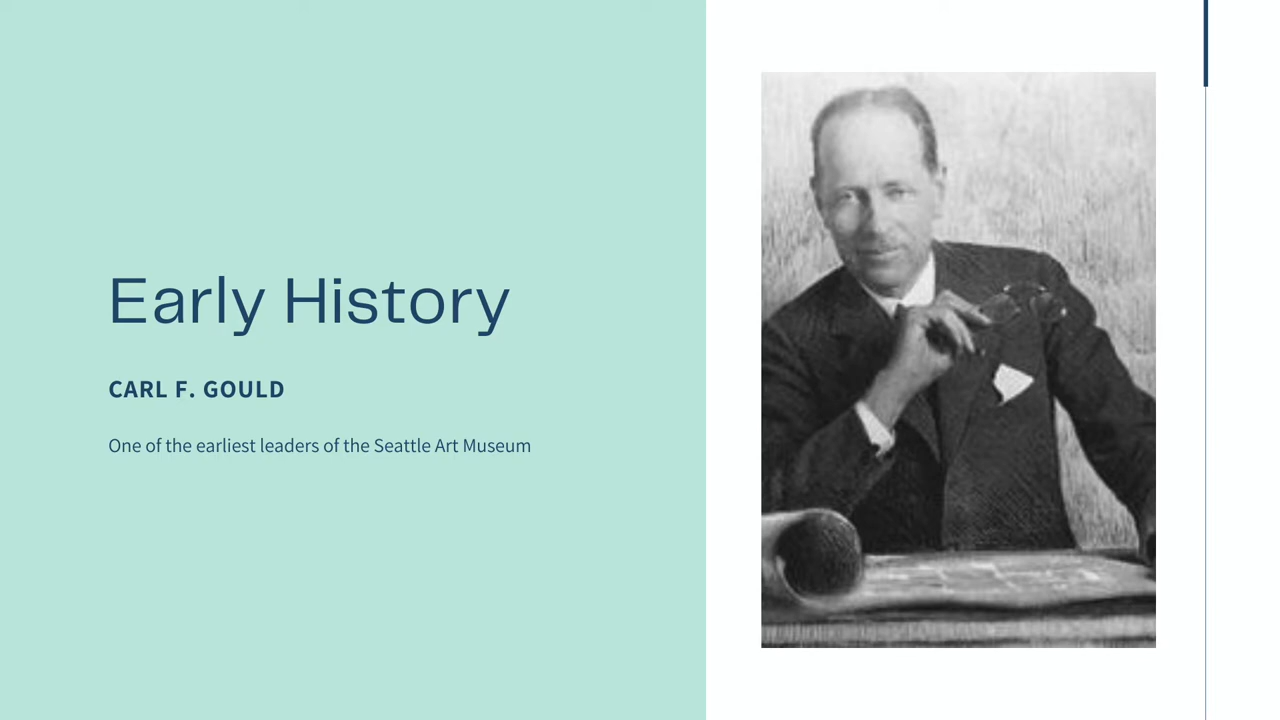 Early History
CARL F. GOULD
One of the earliest leaders of the Seattle Art Museum